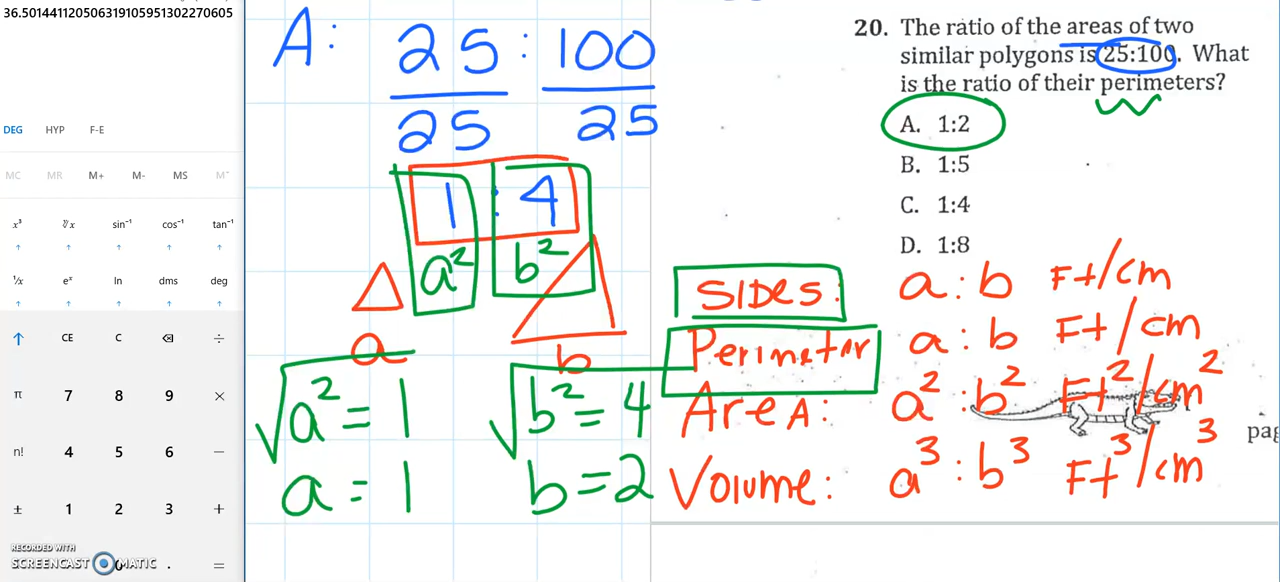 36.501441120506319105951302270605
DEG HYP F-E
MC MR M+ M- MS M˅
x³ ʸ√x sin⁻¹ cos⁻¹ tan⁻¹
¹/x eˣ ln dms deg
↑ CE C ⌫ ÷
π 7 8 9 ×
n! 4 5 6 −
± 1 2 3 +
0 . =
RECORDED WITH
SCREENCAST MATIC
A: 25 : 100
25 25
1 : 4
a² b²
a b
√a² = 1 √b² = 4
a = 1 b = 2
20. The ratio of the areas of two
similar polygons is 25:100. What
is the ratio of their perimeters?
A. 1:2
B. 1:5
C. 1:4
D. 1:8
SIDES: a : b Ft/cm
Perimeter a : b Ft/cm
AreA: a² : b² Ft²/cm²
Volume: a³ : b³ Ft³/cm³